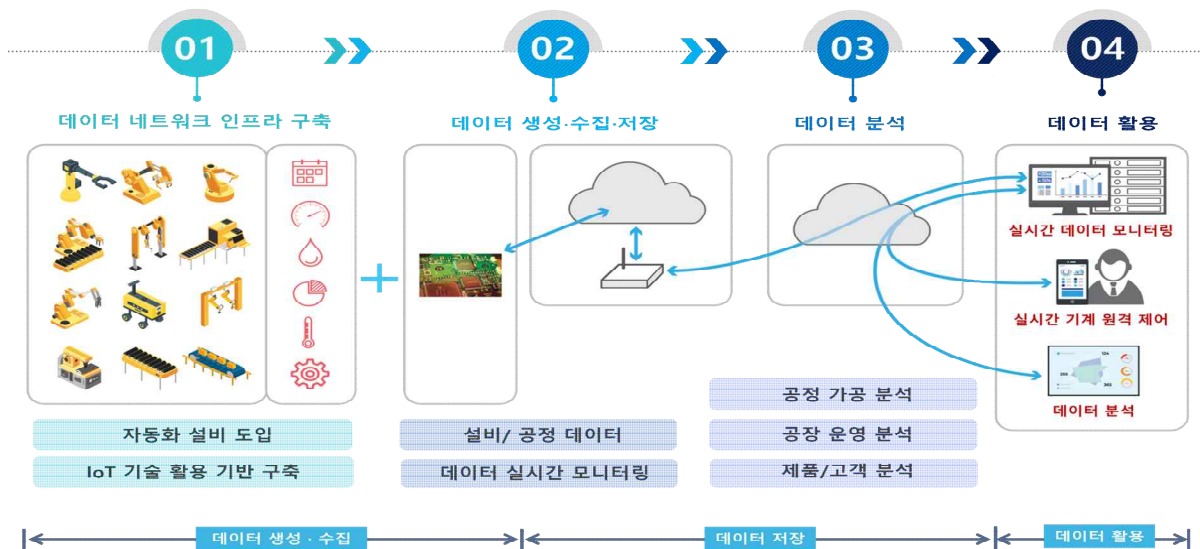 01
02
03
04
데이터 네트워크 인프라 구축
데이터 생성·수집·저장
데이터 분석
데이터 활용
실시간 데이터 모니터링
실시간 기계 원격 제어
데이터 분석
자동화 설비 도입
IoT 기술 활용 기반 구축
설비/ 공정 데이터
데이터 실시간 모니터링
공정 가공 분석
공장 운영 분석
제품/고객 분석
데이터 생성 · 수집
데이터 저장
데이터 활용